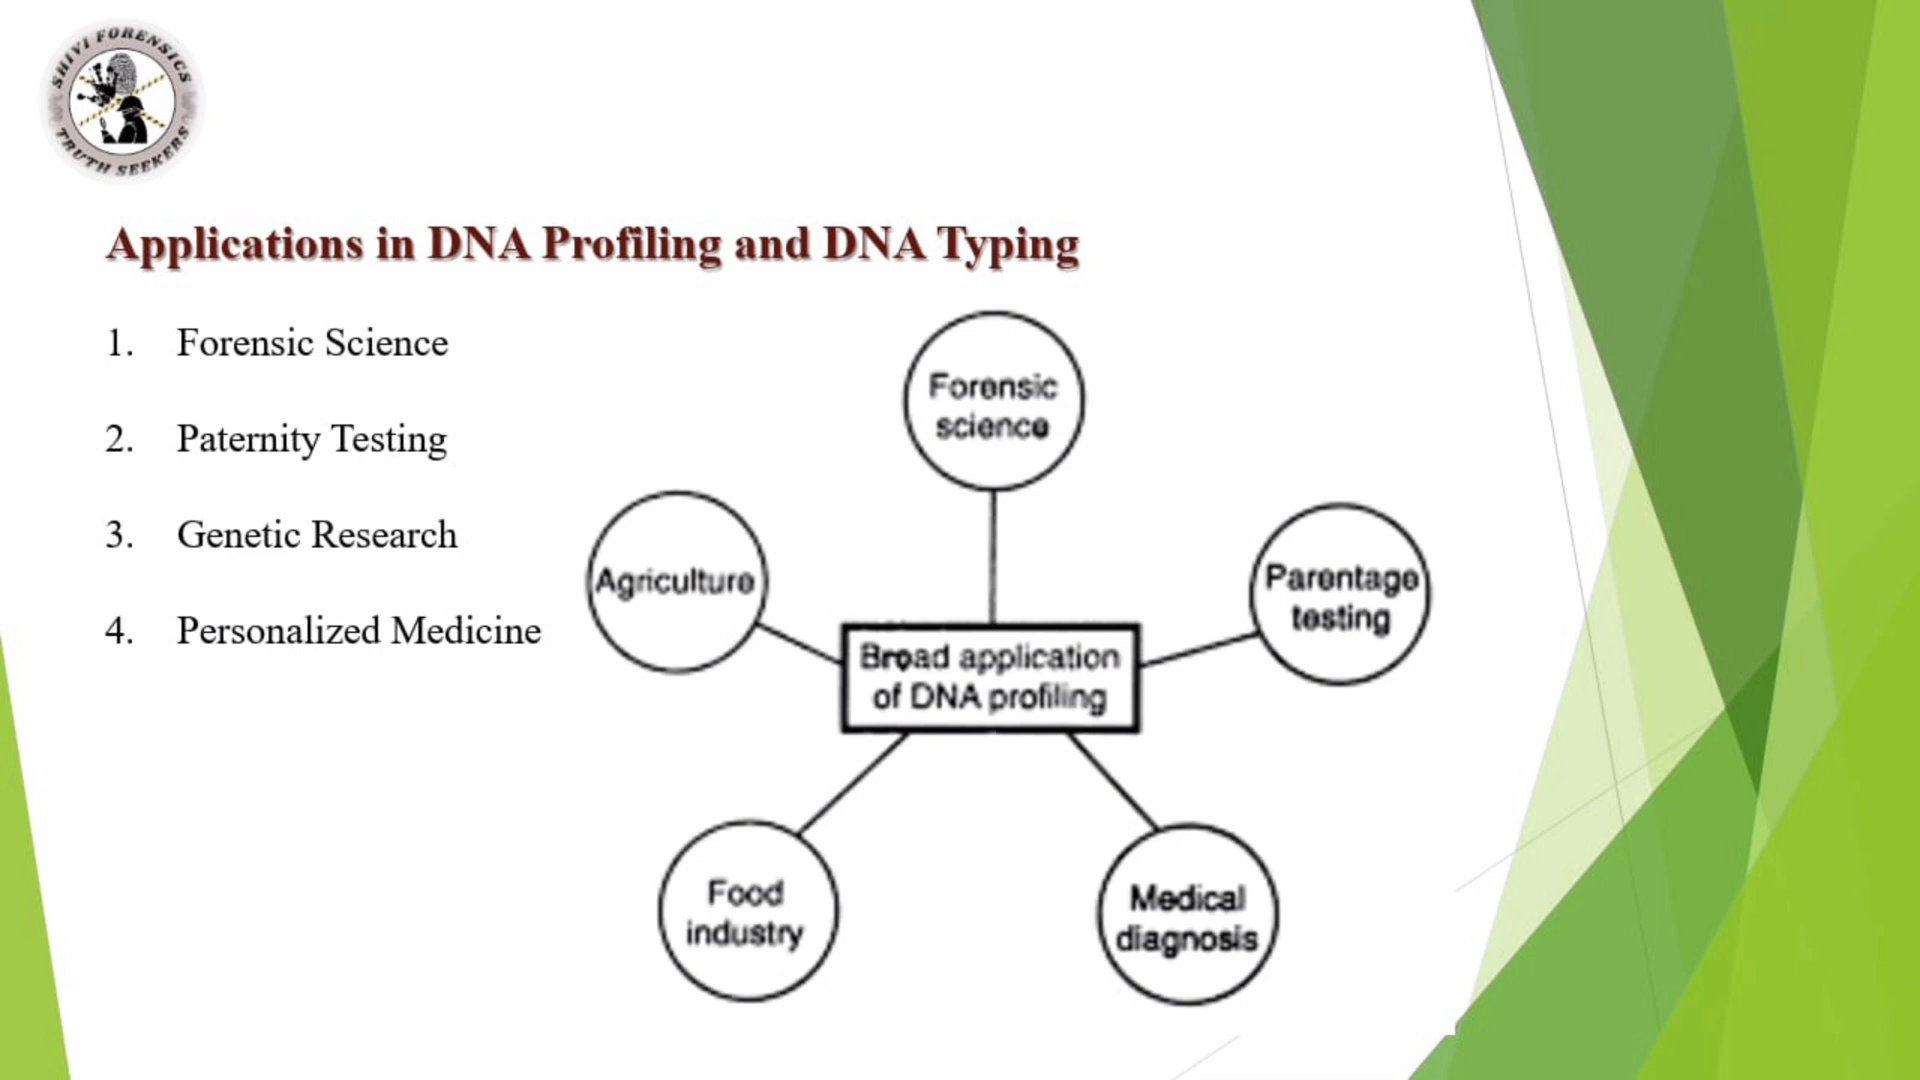 SHIVI FORENSICS
TRUTH SEEKERS
Applications in DNA Profiling and DNA Typing
1. Forensic Science
2. Paternity Testing
3. Genetic Research
4. Personalized Medicine
Forensic
science
Agriculture
Parentage
testing
Broad application
of DNA profiling
Food
industry
Medical
diagnosis